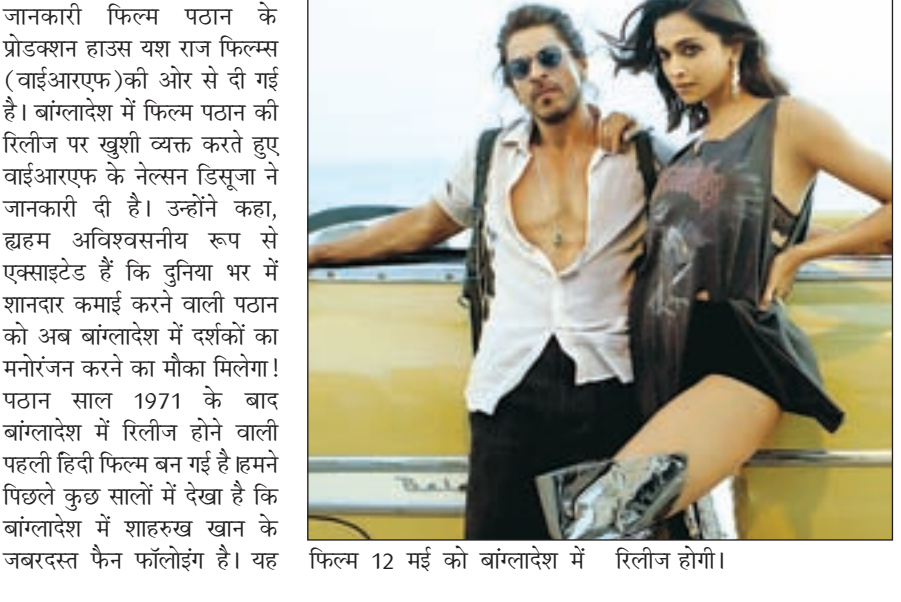 जानकारी फिल्म पठान के
प्रोडक्शन हाउस यश राज फिल्म्स
(वाईआरएफ)की ओर से दी गई
है। बांग्लादेश में फिल्म पठान की
रिलीज पर खुशी व्यक्त करते हुए
वाईआरएफ के नेल्सन डिसूजा ने
जानकारी दी है। उन्होंने कहा,
ह्यहम अविश्वसनीय रूप से
एक्साइटेड हैं कि दुनिया भर में
शानदार कमाई करने वाली पठान
को अब बांग्लादेश में दर्शकों का
मनोरंजन करने का मौका मिलेगा!
पठान साल 1971 के बाद
बांग्लादेश में रिलीज होने वाली
पहली हिंदी फिल्म बन गई है।हमने
पिछले कुछ सालों में देखा है कि
बांग्लादेश में शाहरुख खान के
जबरदस्त फैन फॉलोइंग है। यह
फिल्म 12 मई को बांग्लादेश में
रिलीज होगी।